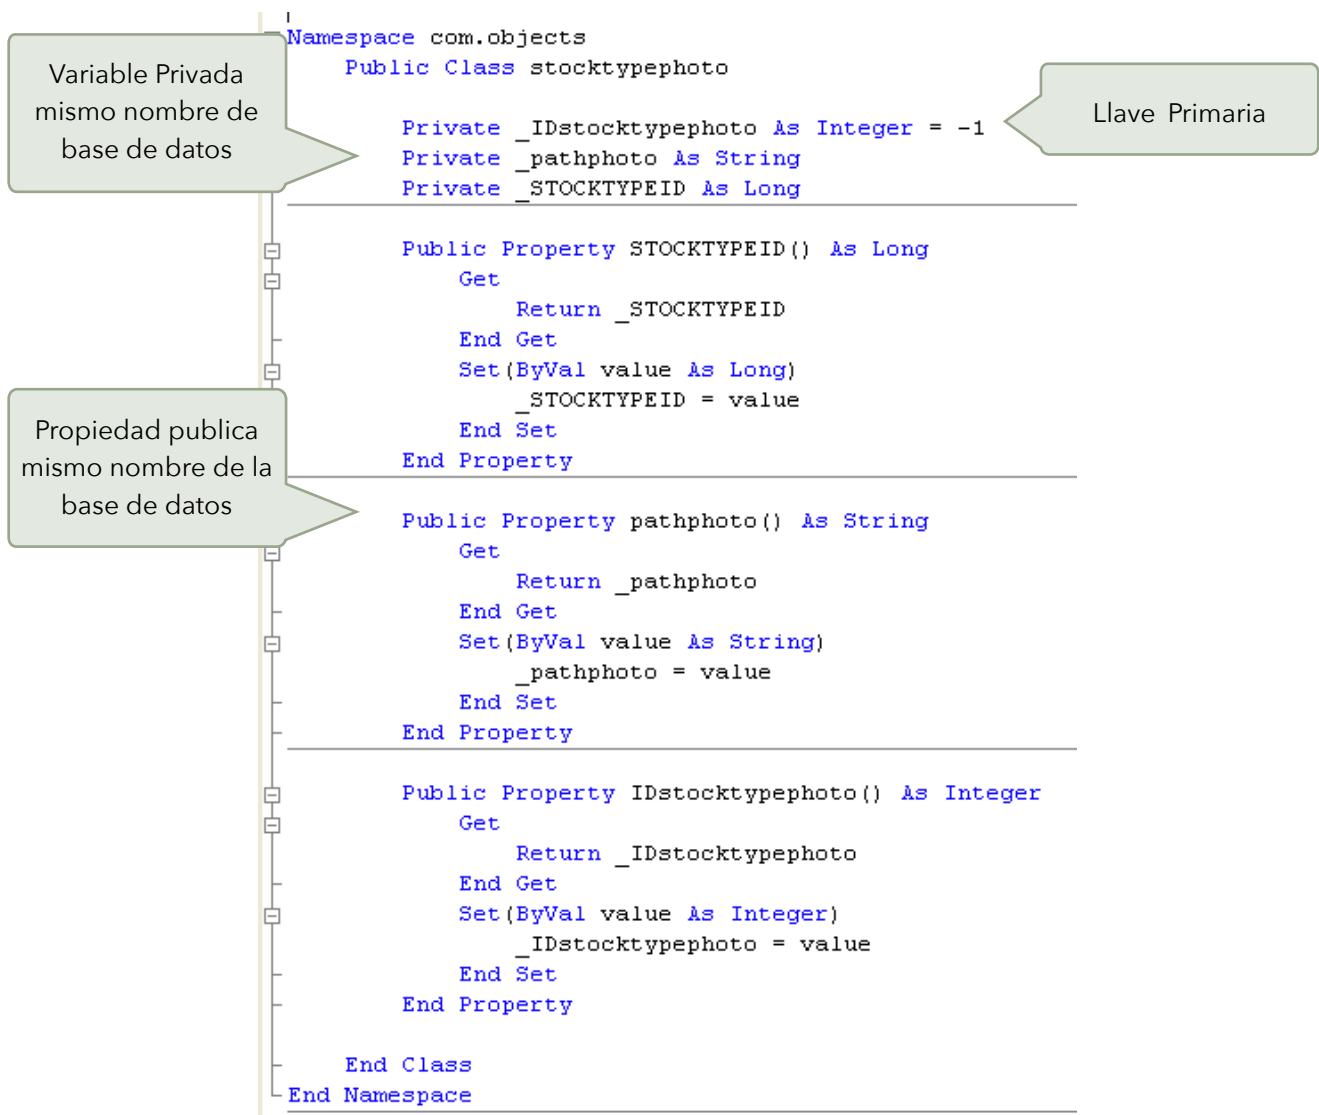 Namespace com.objects
Public Class stocktypephoto
Variable Privada
mismo nombre de
base de datos
Llave Primaria
Private _IDstocktypephoto As Integer = -1
Private _pathphoto As String
Private _STOCKTYPEID As Long
Public Property STOCKTYPEID() As Long
Get
Return _STOCKTYPEID
End Get
Set(ByVal value As Long)
_STOCKTYPEID = value
End Set
End Property
Propiedad publica
mismo nombre de la
base de datos
Public Property pathphoto() As String
Get
Return _pathphoto
End Get
Set(ByVal value As String)
_pathphoto = value
End Set
End Property
Public Property IDstocktypephoto() As Integer
Get
Return _IDstocktypephoto
End Get
Set(ByVal value As Integer)
_IDstocktypephoto = value
End Set
End Property
End Class
End Namespace